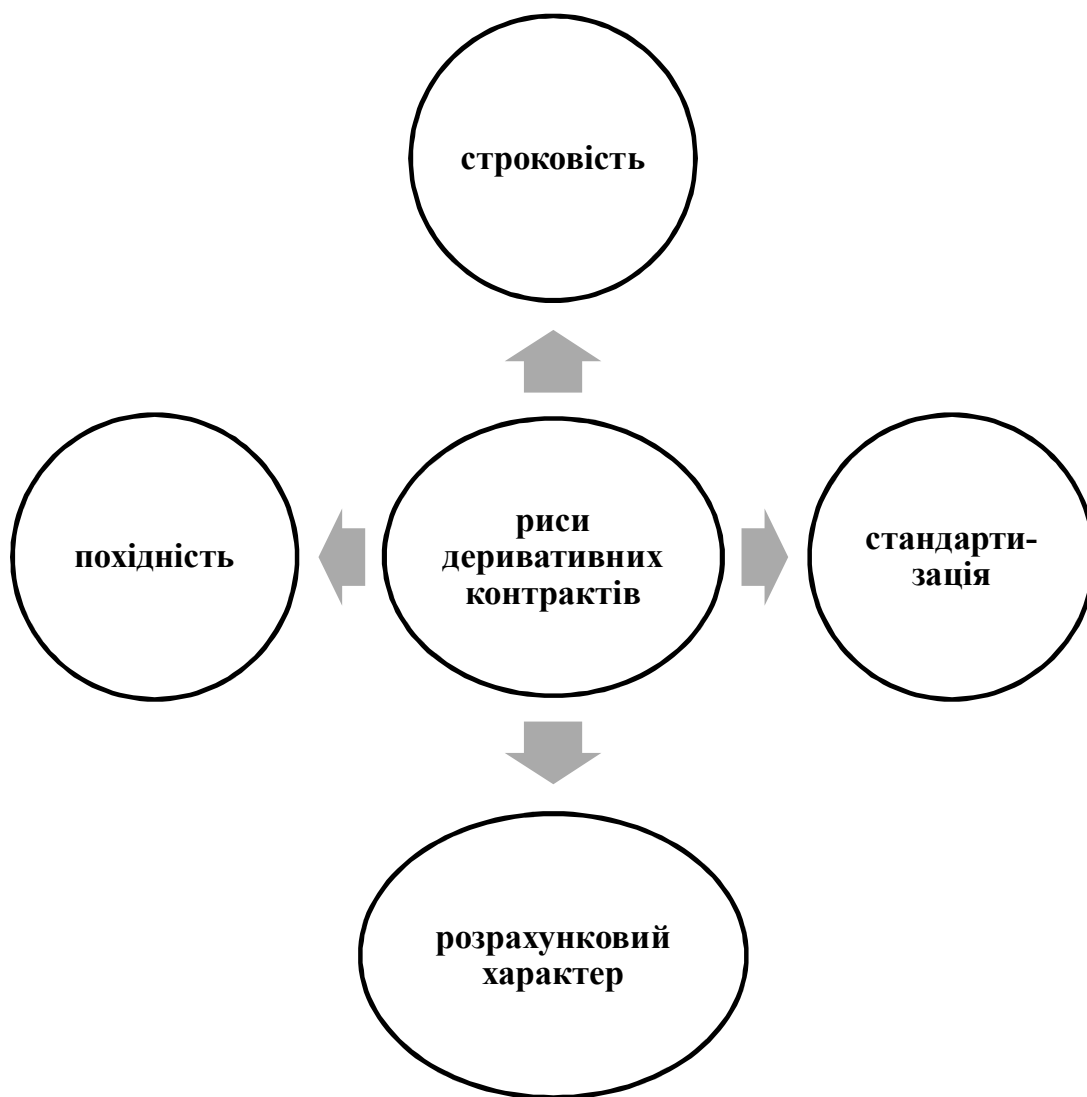 строковість
похідність
риси
деривативних
контрактів
стандарти-
зація
розрахунковий
характер